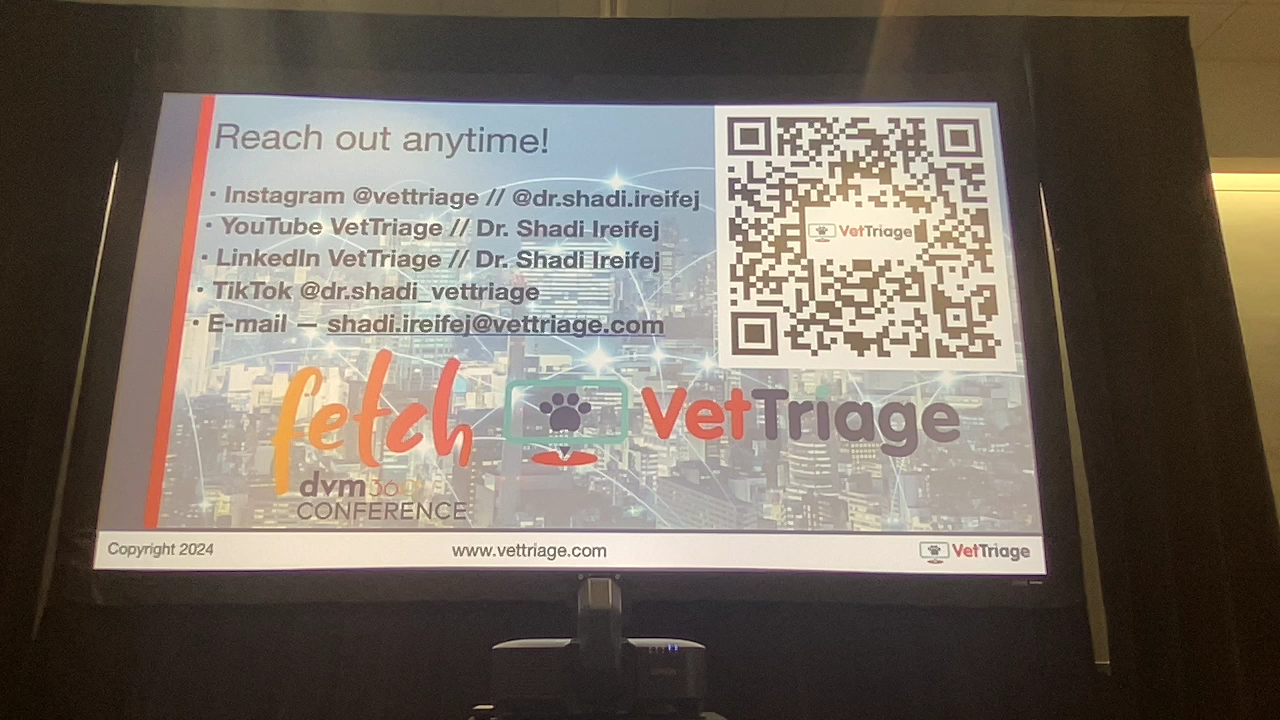 Reach out anytime!
• Instagram @vettriage // @dr.shadi.ireifej
• YouTube VetTriage // Dr. Shadi Ireifej
• LinkedIn VetTriage // Dr. Shadi Ireifej
• TikTok @dr.shadi_vettriage
• E-mail – shadi.ireifej@vettriage.com
VetTriage
fetch
dvm360®
CONFERENCE
VetTriage
Copyright 2024
www.vettriage.com
VetTriage